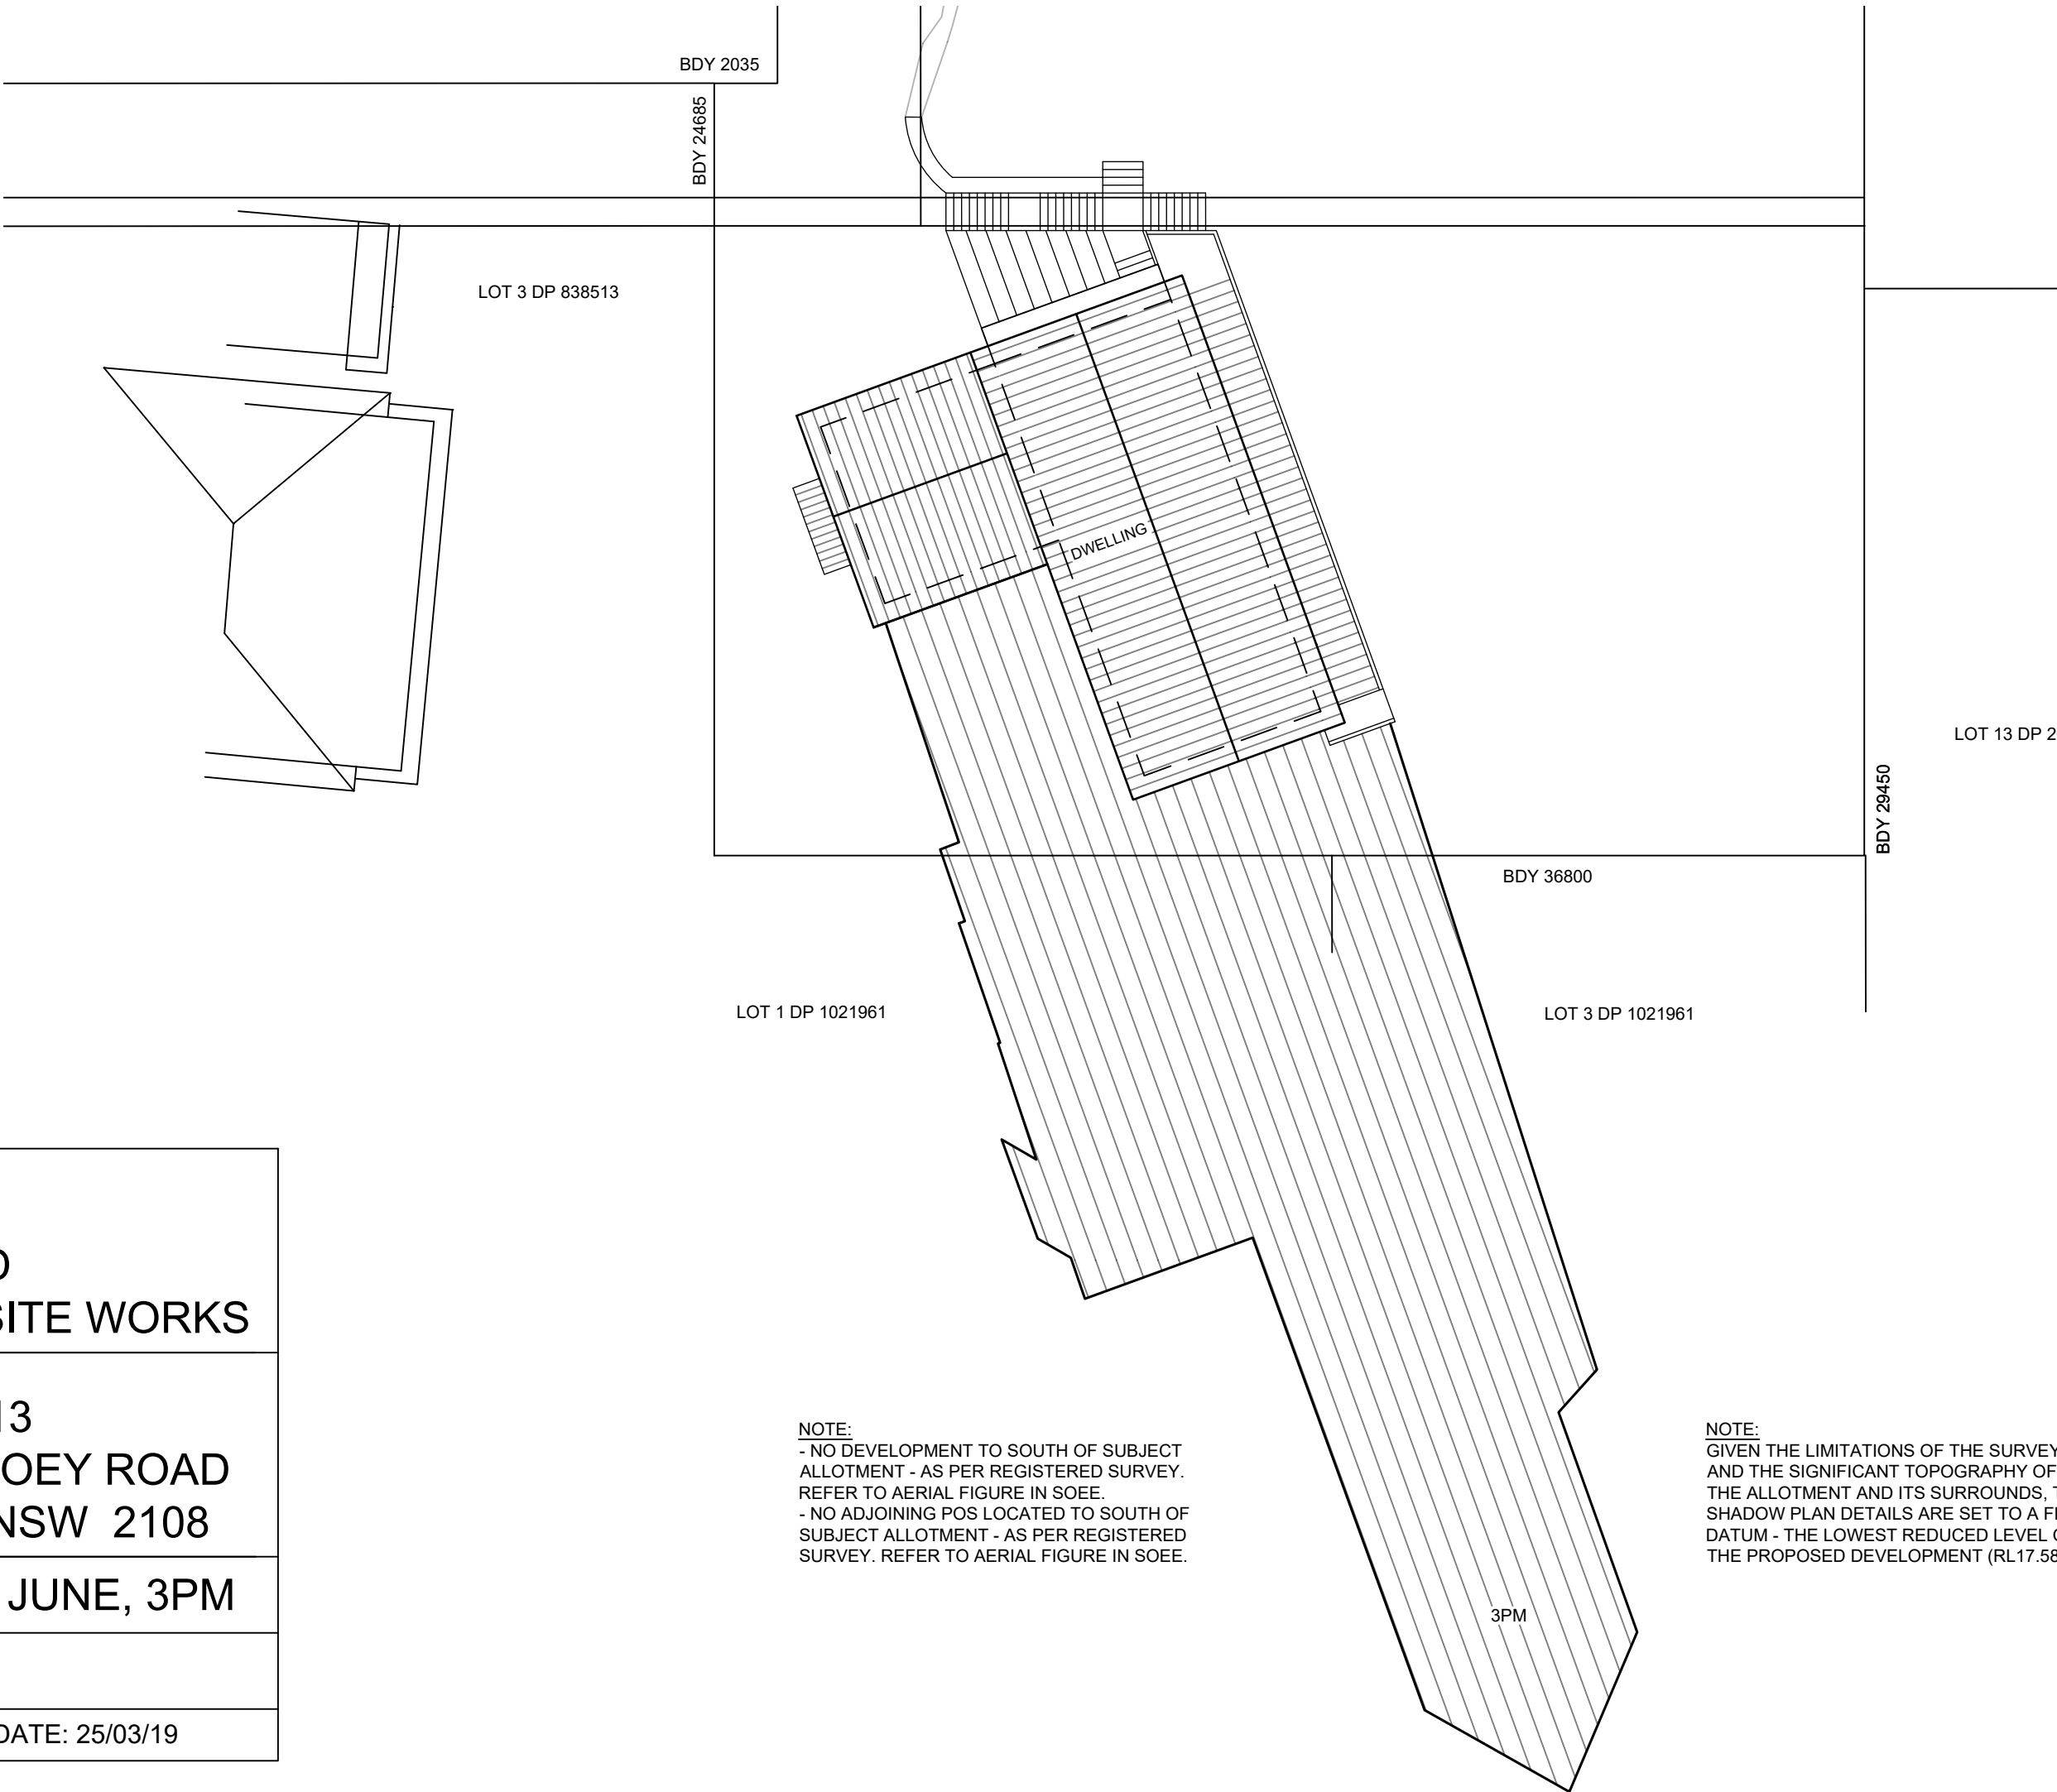 BDY 2035
BDY 24685
LOT 3 DP 838513
DWELLING
LOT 13 DP 2
BDY 29450
BDY 36800
LOT 1 DP 1021961
LOT 3 DP 1021961
SITE WORKS
13
OEY ROAD
NSW 2108
JUNE, 3PM
DATE: 25/03/19
NOTE:
- NO DEVELOPMENT TO SOUTH OF SUBJECT
ALLOTMENT - AS PER REGISTERED SURVEY.
REFER TO AERIAL FIGURE IN SOEE.
- NO ADJOINING POS LOCATED TO SOUTH OF
SUBJECT ALLOTMENT - AS PER REGISTERED
SURVEY. REFER TO AERIAL FIGURE IN SOEE.
NOTE:
GIVEN THE LIMITATIONS OF THE SURVEY
AND THE SIGNIFICANT TOPOGRAPHY OF
THE ALLOTMENT AND ITS SURROUNDS,
SHADOW PLAN DETAILS ARE SET TO A
DATUM - THE LOWEST REDUCED LEVEL
THE PROPOSED DEVELOPMENT (RL17.58
3PM